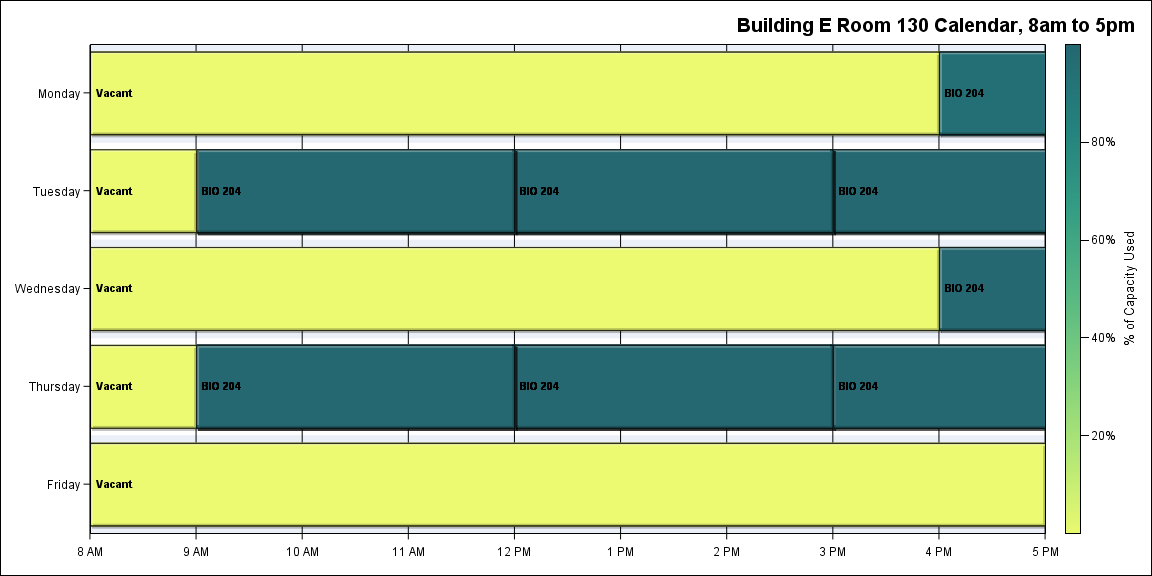 Building E Room 130 Calendar, 8am to 5pm
Monday
Vacant
BIO 204
Tuesday
Vacant
BIO 204
BIO 204
BIO 204
Wednesday
Vacant
BIO 204
Thursday
Vacant
BIO 204
BIO 204
BIO 204
Friday
Vacant
8 AM
9 AM
10 AM
11 AM
12 PM
1 PM
2 PM
3 PM
4 PM
5 PM
80%
60%
40%
20%
% of Capacity Used